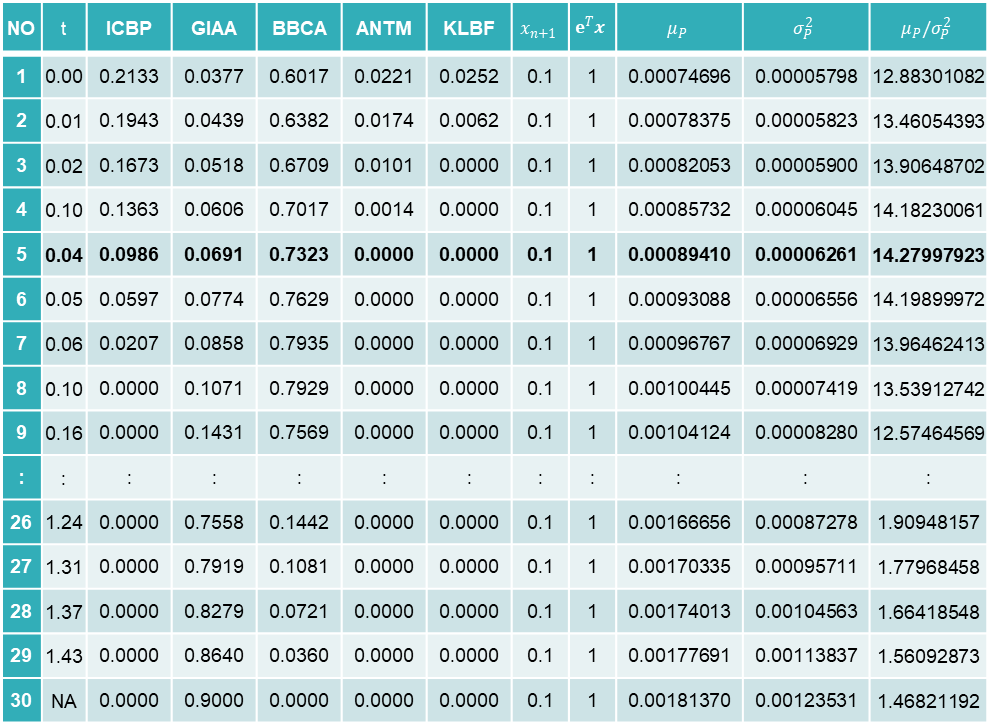 NO t ICBP GIAA BBCA ANTM KLBF xₙ₊₁ eᵀx μ_P σ²_P μ_P/σ²_P
1 0.00 0.2133 0.0377 0.6017 0.0221 0.0252 0.1 1 0.00074696 0.00005798 12.88301082
2 0.01 0.1943 0.0439 0.6382 0.0174 0.0062 0.1 1 0.00078375 0.00005823 13.46054393
3 0.02 0.1673 0.0518 0.6709 0.0101 0.0000 0.1 1 0.00082053 0.00005900 13.90648702
4 0.10 0.1363 0.0606 0.7017 0.0014 0.0000 0.1 1 0.00085732 0.00006045 14.18230061
5 0.04 0.0986 0.0691 0.7323 0.0000 0.0000 0.1 1 0.00089410 0.00006261 14.27997923
6 0.05 0.0597 0.0774 0.7629 0.0000 0.0000 0.1 1 0.00093088 0.00006556 14.19899972
7 0.06 0.0207 0.0858 0.7935 0.0000 0.0000 0.1 1 0.00096767 0.00006929 13.96462413
8 0.10 0.0000 0.1071 0.7929 0.0000 0.0000 0.1 1 0.00100445 0.00007419 13.53912742
9 0.16 0.0000 0.1431 0.7569 0.0000 0.0000 0.1 1 0.00104124 0.00008280 12.57464569
: : : : : : : : : : : :
26 1.24 0.0000 0.7558 0.1442 0.0000 0.0000 0.1 1 0.00166656 0.00087278 1.90948157
27 1.31 0.0000 0.7919 0.1081 0.0000 0.0000 0.1 1 0.00170335 0.00095711 1.77968458
28 1.37 0.0000 0.8279 0.0721 0.0000 0.0000 0.1 1 0.00174013 0.00104563 1.66418548
29 1.43 0.0000 0.8640 0.0360 0.0000 0.0000 0.1 1 0.00177691 0.00113837 1.56092873
30 NA 0.0000 0.9000 0.0000 0.0000 0.0000 0.1 1 0.00181370 0.00123531 1.46821192